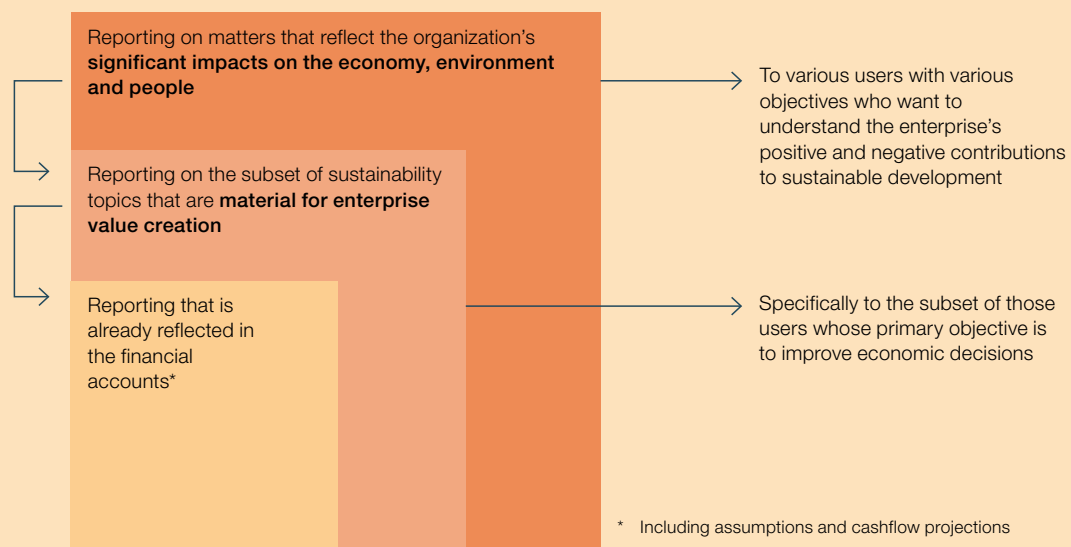 Reporting on matters that reflect the organization’s
significant impacts on the economy, environment
and people
To various users with various
objectives who want to
understand the enterprise’s
positive and negative contributions
to sustainable development
Reporting on the subset of sustainability
topics that are material for enterprise
value creation
Reporting that is
already reflected in
the financial
accounts*
Specifically to the subset of those
users whose primary objective is
to improve economic decisions
* Including assumptions and cashflow projections